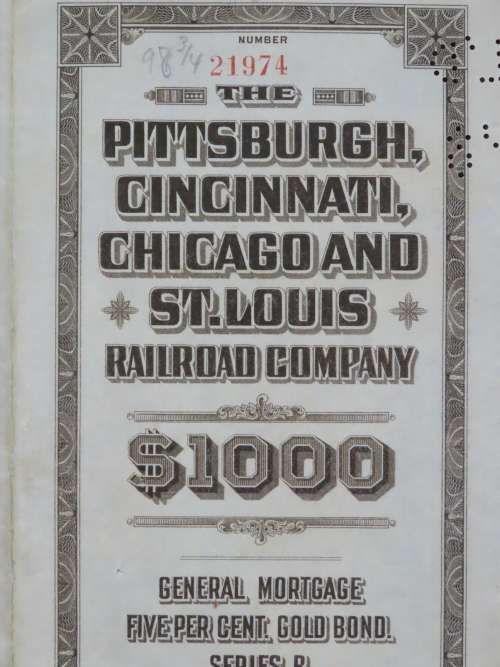 NUMBER
98 3/4 21974
THE
PITTSBURGH,
CINCINNATI,
CHICAGO AND
ST. LOUIS
RAILROAD COMPANY
$1000
GENERAL MORTGAGE
FIVE PER CENT. GOLD BOND.
SERIES B.